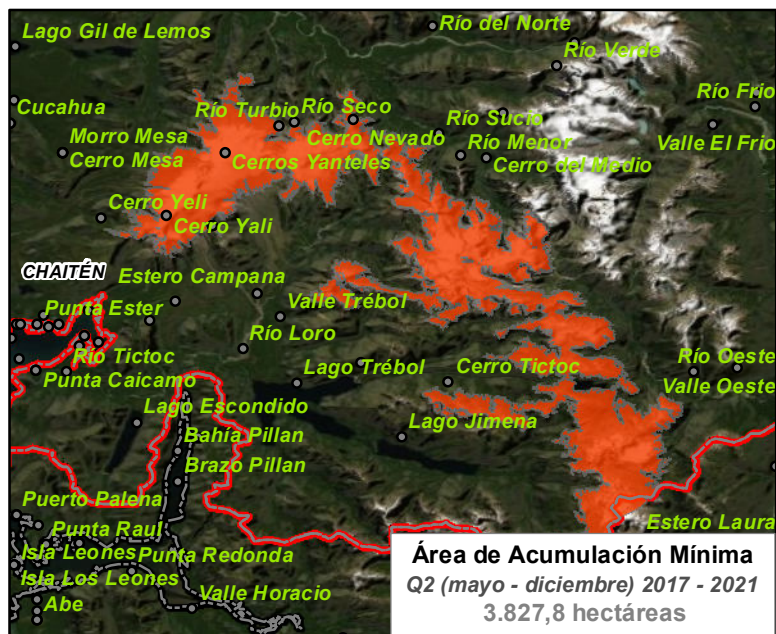 Río del Norte
Lago Gil de Lemos
Río Verde
Río Frio
Cucahua
Río Turbio
Río Seco
Río Sucio
Morro Mesa
Cerro Nevado
Río Menor
Valle El Frio
Cerro Mesa
Cerros Yanteles
Cerro del Medio
Cerro Yeli
Cerro Yali
CHAITÉN
Estero Campana
Punta Ester
Valle Trébol
Río Loro
Río Tictoc
Lago Trébol
Cerro Tictoc
Río Oeste
Punta Caicamo
Valle Oeste
Lago Escondido
Lago Jimena
Bahía Pillan
Brazo Pillan
Puerto Palena
Estero Laura
Punta Raul
Isla Leones
Punta Redonda
Isla Los Leones
Valle Horacio
Abe
Área de Acumulación Mínima
Q2 (mayo - diciembre) 2017 - 2021
3.827,8 hectáreas